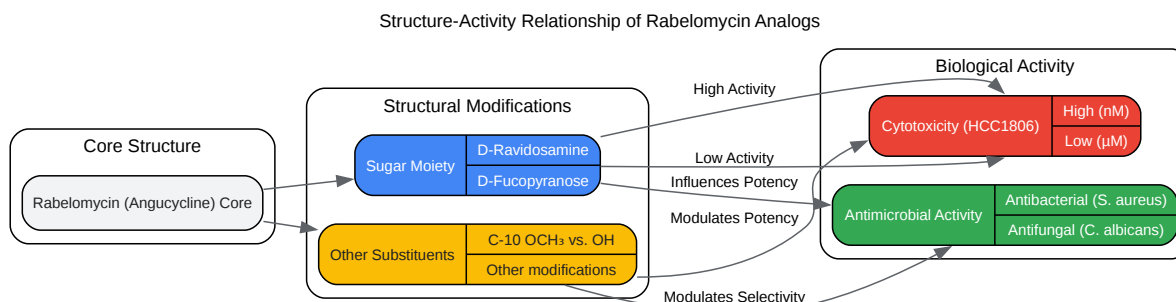 Structure-Activity Relationship of Rabelomycin Analogs
Core Structure
Rabelomycin (Angucycline) Core
Structural Modifications
Sugar Moiety
D-Ravidosamine
D-Fucopyranose
Other Substituents
C-10 OCH₃ vs. OH
Other modifications
High Activity
Low Activity
Influences Potency
Modulates Potency
Modulates Selectivity
Biological Activity
Cytotoxicity (HCC1806)
High (nM)
Low (µM)
Antimicrobial Activity
Antibacterial (S. aureus)
Antifungal (C. albicans)